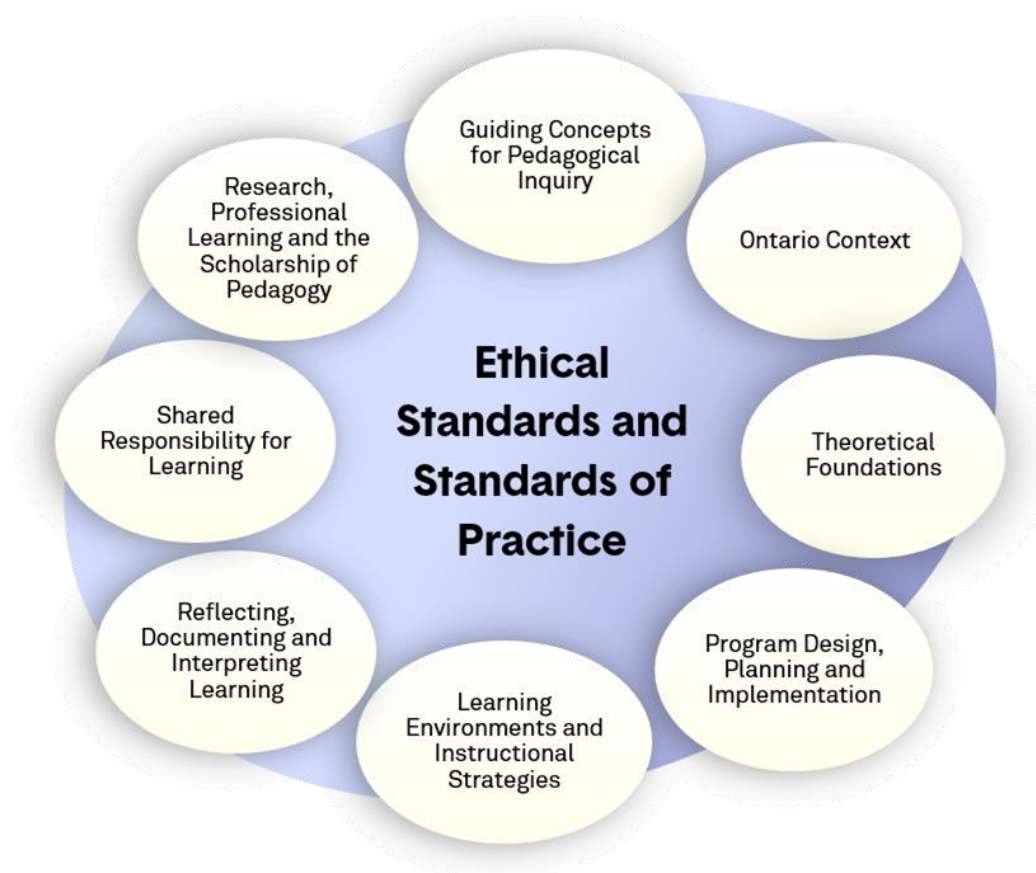 Guiding Concepts
for Pedagogical
Inquiry
Ontario Context
Theoretical
Foundations
Program Design,
Planning and
Implementation
Learning
Environments and
Instructional
Strategies
Reflecting,
Documenting and
Interpreting
Learning
Shared
Responsibility for
Learning
Research,
Professional
Learning and the
Scholarship of
Pedagogy
Ethical
Standards and
Standards of
Practice